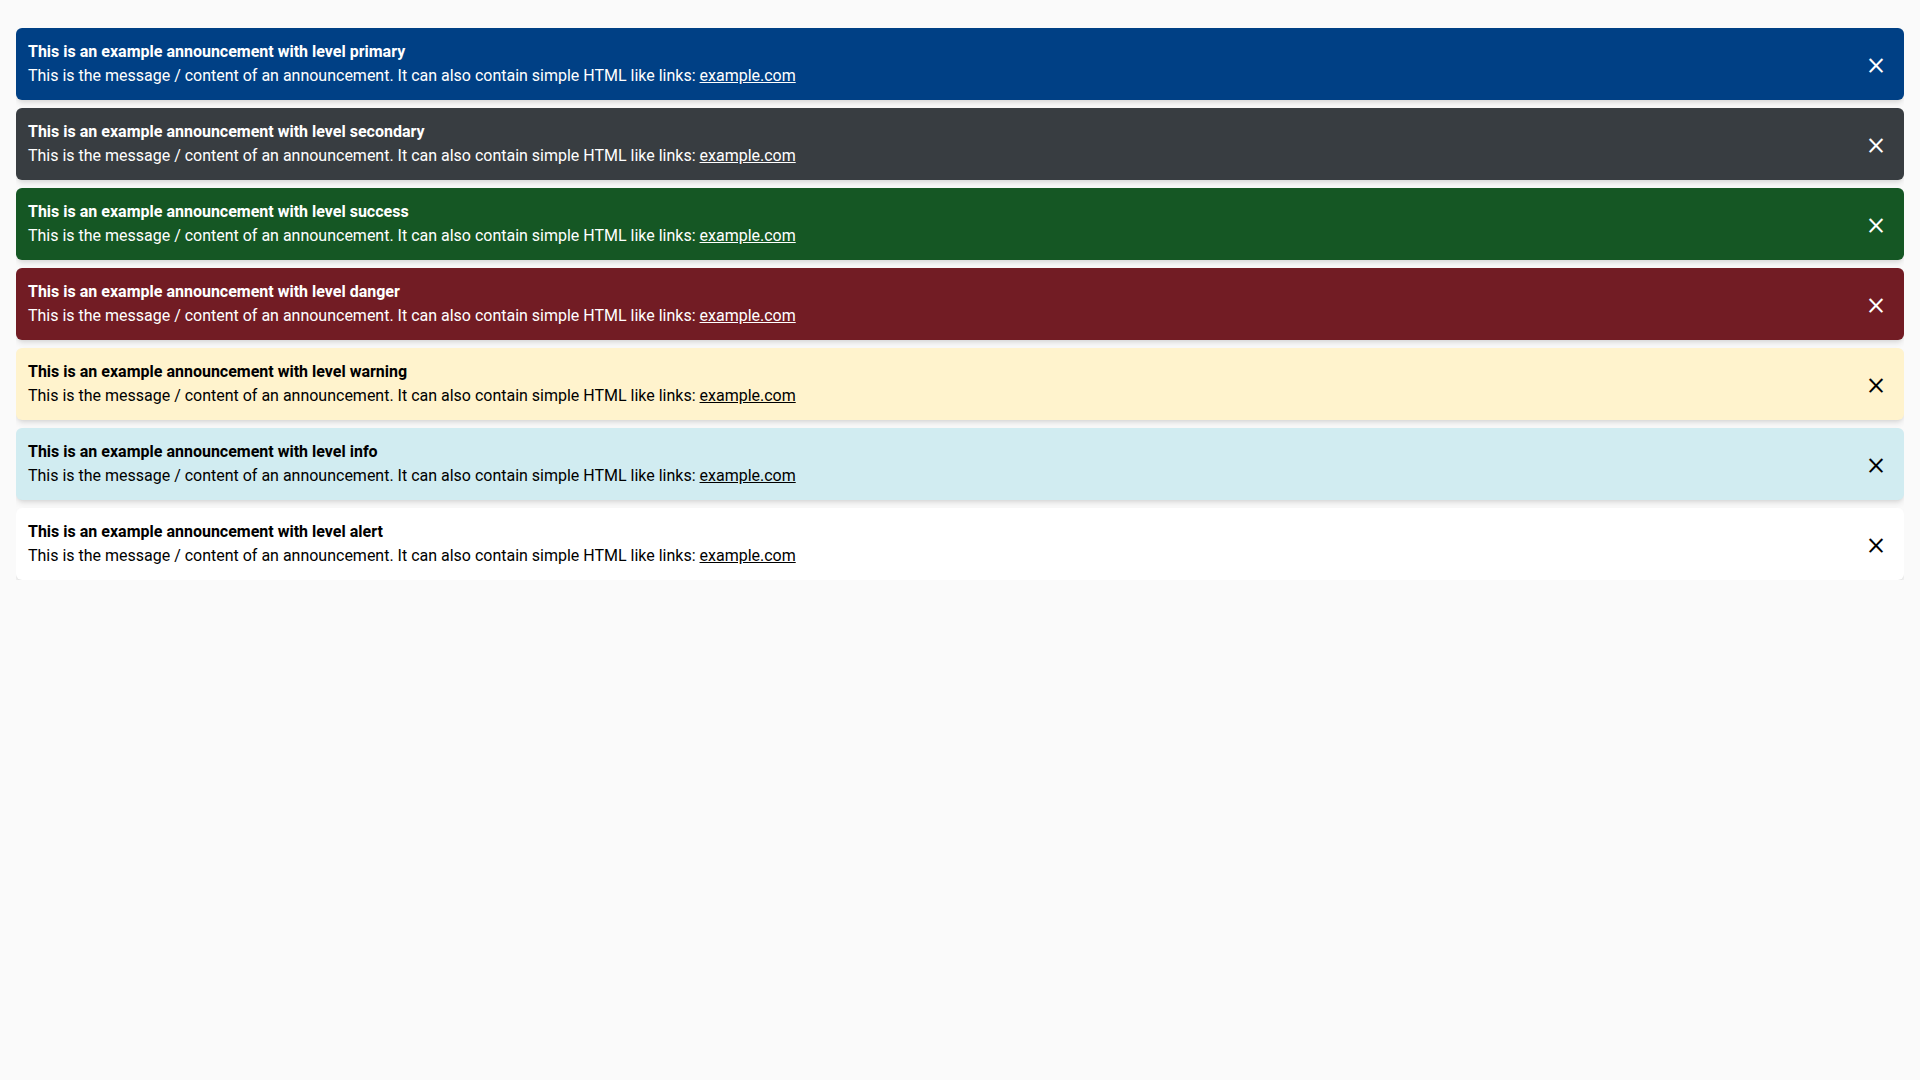 This is an example announcement with level primary
This is the message / content of an announcement. It can also contain simple HTML like links: example.com
This is an example announcement with level secondary
This is the message / content of an announcement. It can also contain simple HTML like links: example.com
This is an example announcement with level success
This is the message / content of an announcement. It can also contain simple HTML like links: example.com
This is an example announcement with level danger
This is the message / content of an announcement. It can also contain simple HTML like links: example.com
This is an example announcement with level warning
This is the message / content of an announcement. It can also contain simple HTML like links: example.com
This is an example announcement with level info
This is the message / content of an announcement. It can also contain simple HTML like links: example.com
This is an example announcement with level alert
This is the message / content of an announcement. It can also contain simple HTML like links: example.com